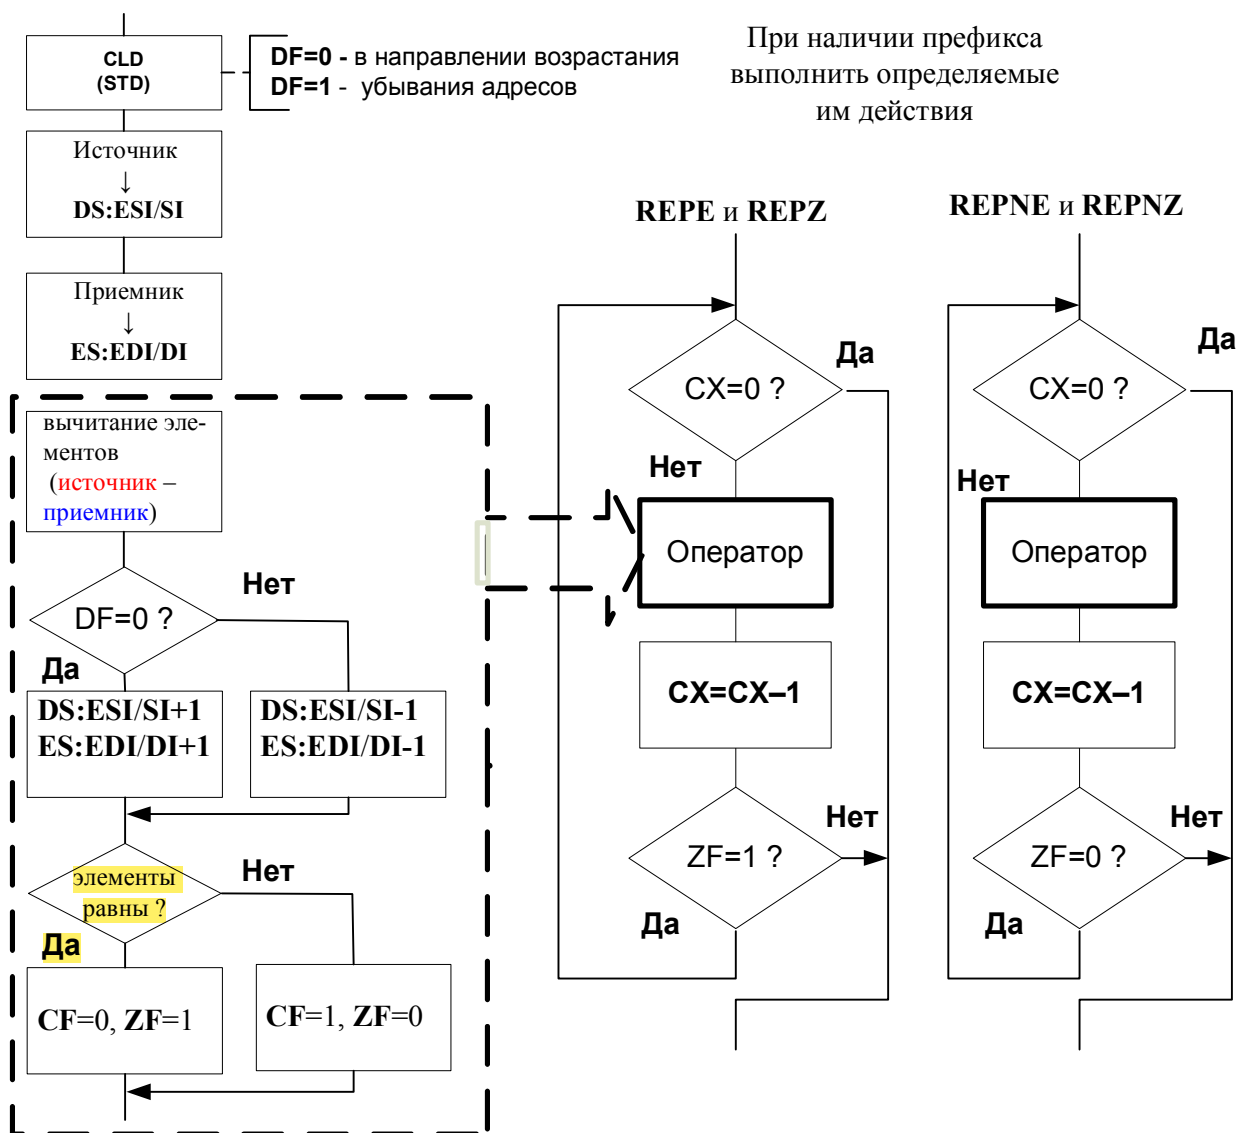 CLD
(STD)
DF=0 - в направлении возрастания
DF=1 - убывания адресов
При наличии префикса
выполнить определяемые
им действия
Источник
↓
DS:ESI/SI
Приемник
↓
ES:EDI/DI
вычитание эле-
ментов
(источник –
приемник)
DF=0 ?
Нет
Да
DS:ESI/SI+1
ES:EDI/DI+1
DS:ESI/SI-1
ES:EDI/DI-1
элементы
равны ?
Нет
Да
CF=0, ZF=1
CF=1, ZF=0
REPE и REPZ
CX=0 ?
Да
Нет
Оператор
CX=CX–1
ZF=1 ?
Нет
Да
REPNE и REPNZ
CX=0 ?
Да
Нет
Оператор
CX=CX–1
ZF=0 ?
Нет
Да